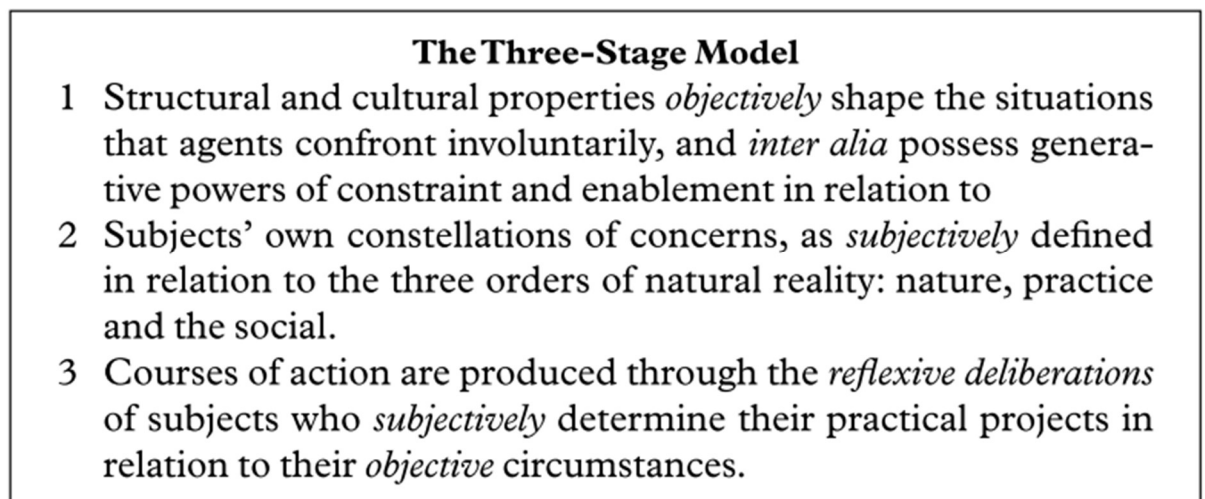 The Three-Stage Model
1 Structural and cultural properties objectively shape the situations
that agents confront involuntarily, and inter alia possess genera-
tive powers of constraint and enablement in relation to
2 Subjects’ own constellations of concerns, as subjectively defined
in relation to the three orders of natural reality: nature, practice
and the social.
3 Courses of action are produced through the reflexive deliberations
of subjects who subjectively determine their practical projects in
relation to their objective circumstances.